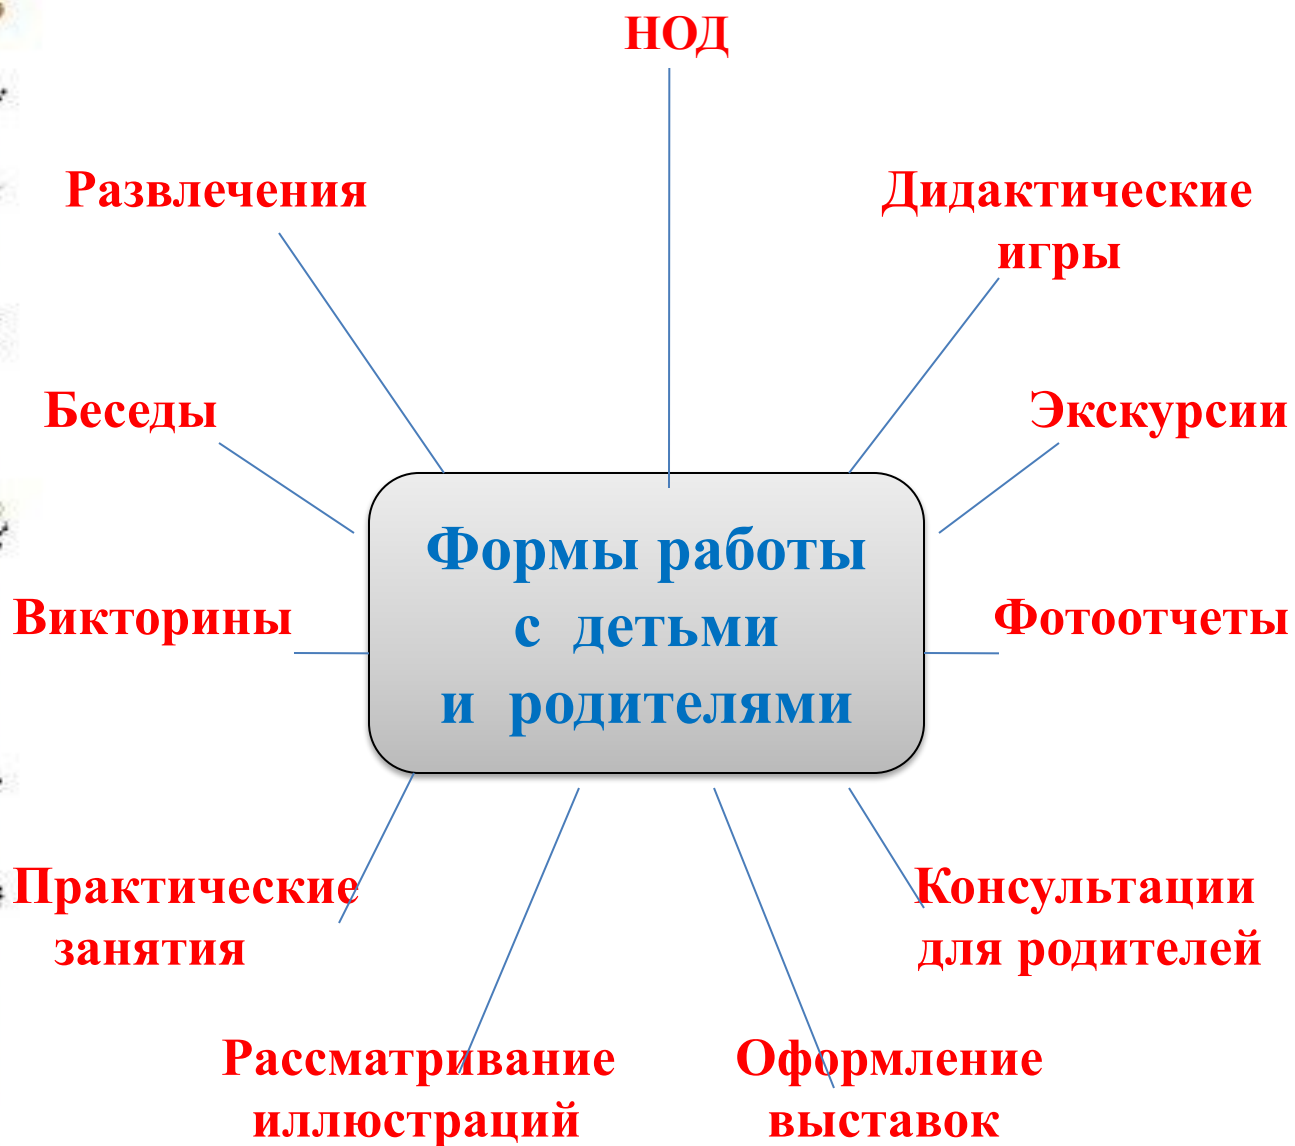 НОД
Развлечения
Дидактические
игры
Беседы
Экскурсии
Формы работы
с детьми
и родителями
Викторины
Фотоотчеты
Практические
занятия
Консультации
для родителей
Рассматривание
иллюстраций
Оформление
выставок